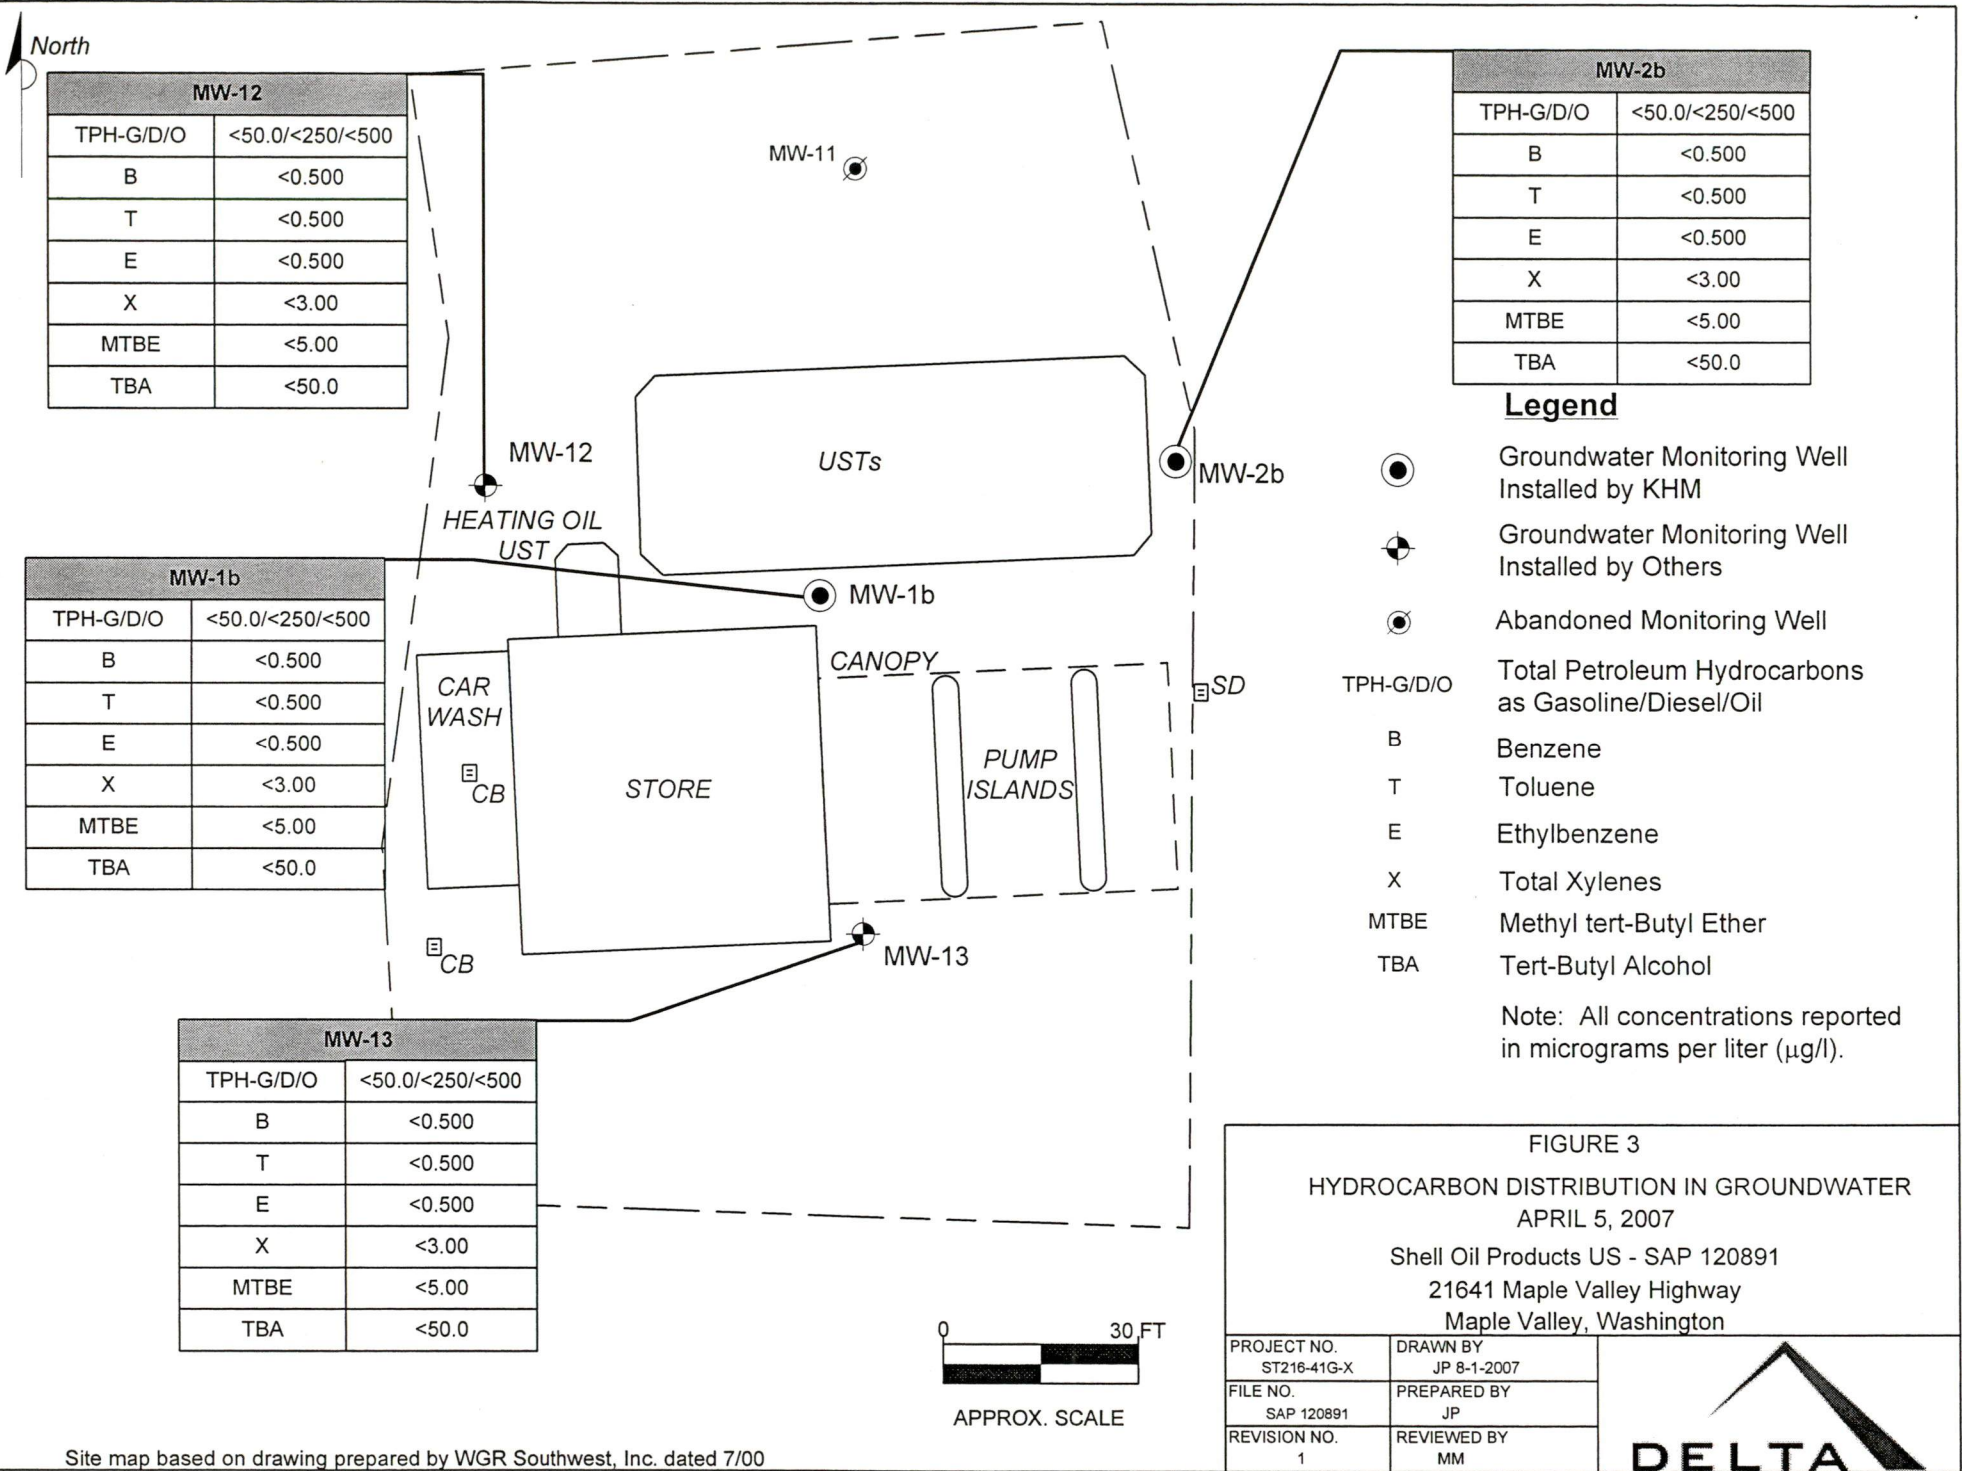 North
MW-12
TPH-G/D/O <50.0/<250/<500
B <0.500
T <0.500
E <0.500
X <3.00
MTBE <5.00
TBA <50.0
MW-11
MW-2b
TPH-G/D/O <50.0/<250/<500
B <0.500
T <0.500
E <0.500
X <3.00
MTBE <5.00
TBA <50.0
MW-12
USTs
MW-2b
HEATING OIL
UST
MW-1b
TPH-G/D/O <50.0/<250/<500
B <0.500
T <0.500
E <0.500
X <3.00
MTBE <5.00
TBA <50.0
MW-1b
CANOPY
CAR
WASH
CB
STORE
PUMP
ISLANDS
SD
CB
MW-13
MW-13
TPH-G/D/O <50.0/<250/<500
B <0.500
T <0.500
E <0.500
X <3.00
MTBE <5.00
TBA <50.0
Legend
Groundwater Monitoring Well
Installed by KHM
Groundwater Monitoring Well
Installed by Others
Abandoned Monitoring Well
TPH-G/D/O Total Petroleum Hydrocarbons
as Gasoline/Diesel/Oil
B Benzene
T Toluene
E Ethylbenzene
X Total Xylenes
MTBE Methyl tert-Butyl Ether
TBA Tert-Butyl Alcohol
Note: All concentrations reported
in micrograms per liter (µg/l).
0 30 FT
APPROX. SCALE
Site map based on drawing prepared by WGR Southwest, Inc. dated 7/00
FIGURE 3
HYDROCARBON DISTRIBUTION IN GROUNDWATER
APRIL 5, 2007
Shell Oil Products US - SAP 120891
21641 Maple Valley Highway
Maple Valley, Washington
PROJECT NO. DRAWN BY
ST216-41G-X JP 8-1-2007
FILE NO. PREPARED BY
SAP 120891 JP
REVISION NO. REVIEWED BY
1 MM
DELTA